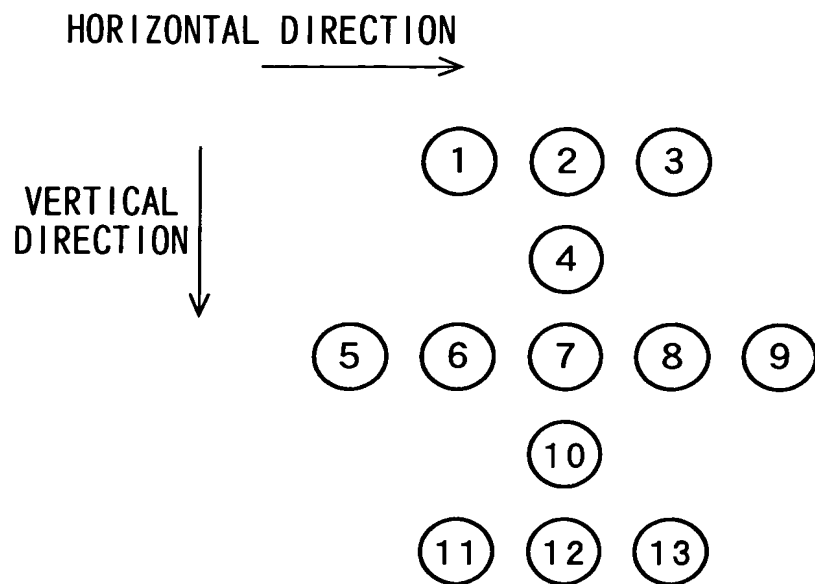 HORIZONTAL DIRECTION
VERTICAL
DIRECTION
1 2 3
4
5 6 7 8 9
10
11 12 13